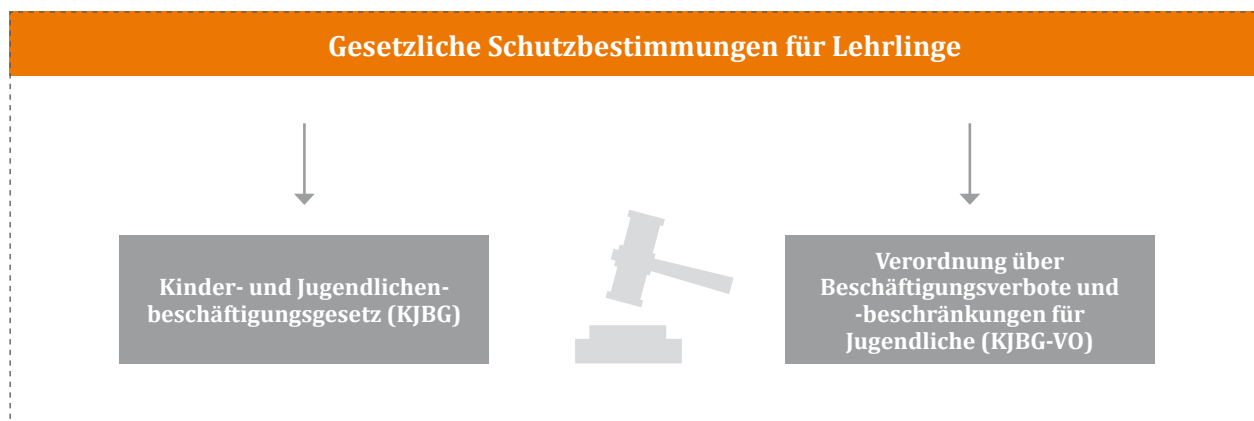 Gesetzliche Schutzbestimmungen für Lehrlinge
Kinder- und Jugendlichen-
beschäftigungsgesetz (KJBG)
Verordnung über
Beschäftigungsverbote und
-beschränkungen für
Jugendliche (KJBG-VO)